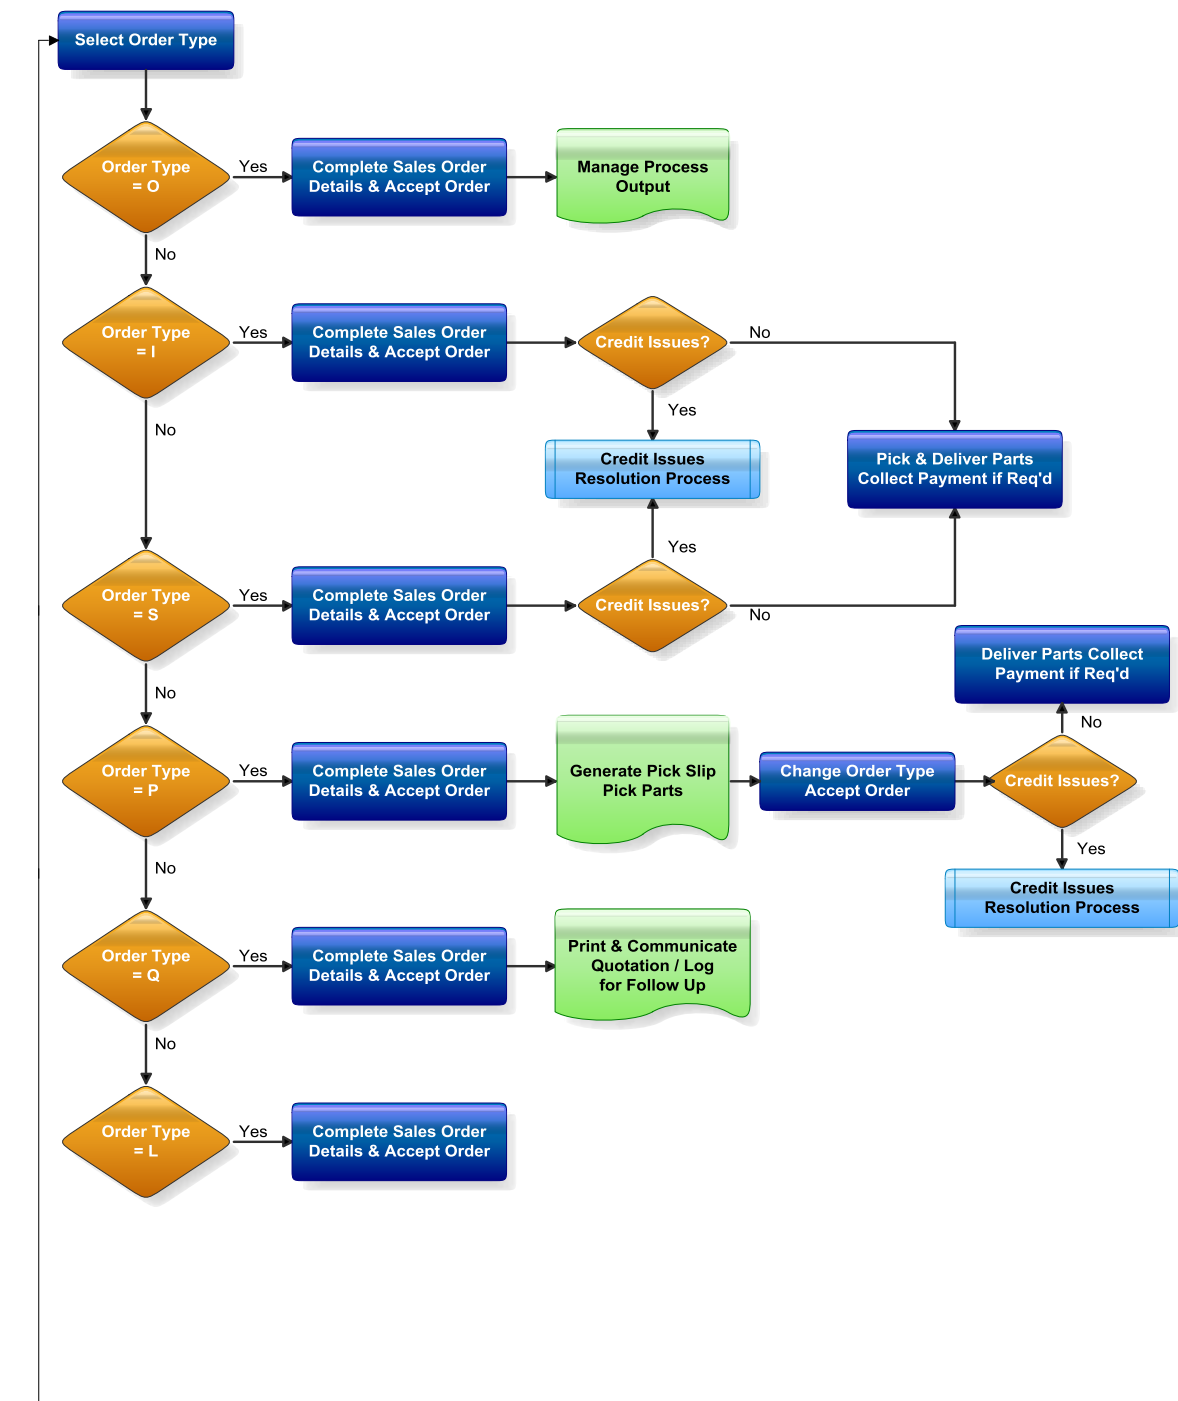 Select Order Type
Order Type
= O
Yes
Complete Sales Order
Details & Accept Order
Manage Process
Output
No
Order Type
= I
Yes
Complete Sales Order
Details & Accept Order
Credit Issues?
No
Yes
No
Credit Issues
Resolution Process
Pick & Deliver Parts
Collect Payment if Req'd
Yes
Order Type
= S
Yes
Complete Sales Order
Details & Accept Order
Credit Issues?
No
Deliver Parts Collect
Payment if Req'd
No
No
Order Type
= P
Yes
Complete Sales Order
Details & Accept Order
Generate Pick Slip
Pick Parts
Change Order Type
Accept Order
Credit Issues?
Yes
No
Credit Issues
Resolution Process
Order Type
= Q
Yes
Complete Sales Order
Details & Accept Order
Print & Communicate
Quotation / Log
for Follow Up
No
Order Type
= L
Yes
Complete Sales Order
Details & Accept Order